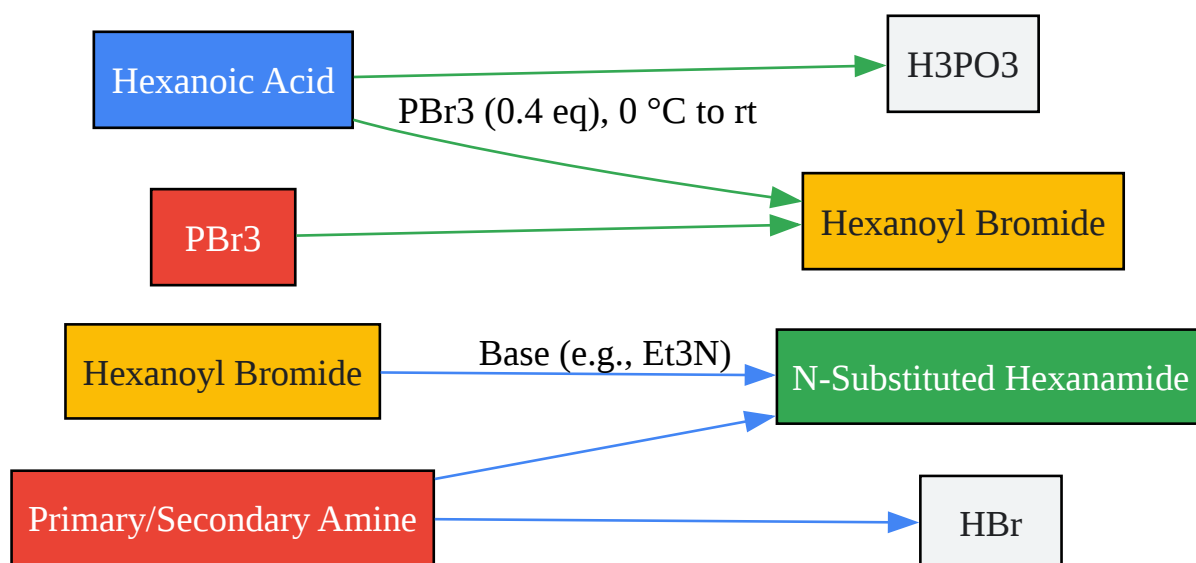 Hexanoic Acid
H3PO3
PBr3 (0.4 eq), 0 °C to rt
PBr3
Hexanoyl Bromide
Hexanoyl Bromide
Base (e.g., Et3N)
N-Substituted Hexanamide
Primary/Secondary Amine
HBr